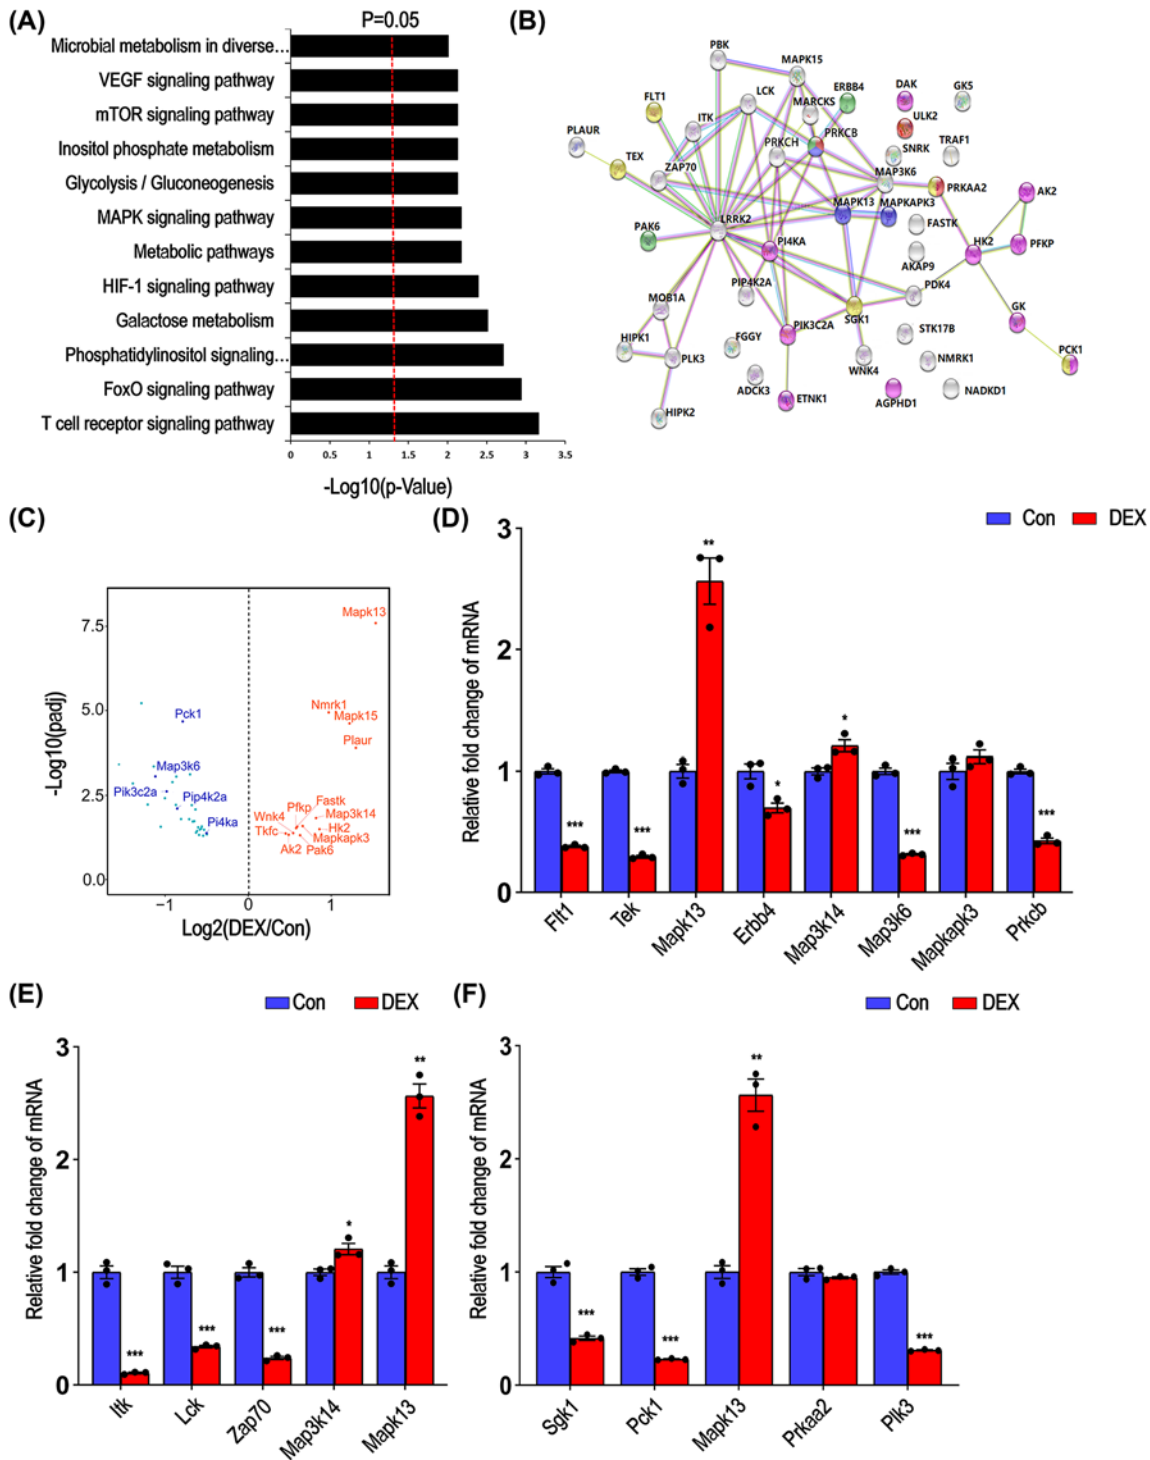 (A)
P=0.05
Microbial metabolism in diverse...
VEGF signaling pathway
mTOR signaling pathway
Inositol phosphate metabolism
Glycolysis / Gluconeogenesis
MAPK signaling pathway
Metabolic pathways
HIF-1 signaling pathway
Galactose metabolism
Phosphatidylinositol signaling...
FoxO signaling pathway
T cell receptor signaling pathway
0 0.5 1 1.5 2 2.5 3 3.5
-Log10(p-Value)
(B)
PBK
MAPK15
LCK
ERBB4
DAK
GK5
FLT1
MARCKS
ITK
ULK2
PLAUR
PRKCB
TRAF1
PRKCH
SNRK
TEX
ZAP70
MAP3K6
PRKAA2
AK2
MAPK13
MAPKAPK3
LRRK2
FASTK
PAK6
PI4KA
HK2
PFKP
AKAP9
PIP4K2A
PDK4
MOB1A
SGK1
GK
HIPK1
FGGY
PIK3C2A
STK17B
PLK3
WNK4
NMRK1
PCK1
ADCK3
ETNK1
AGPHD1
NADKD1
HIPK2
(C)
7.5
5.0
2.5
0.0
-Log10(padj)
Mapk13
Nmrk1
Mapk15
Pck1
Plaur
Map3k6
Pik3c2a
Pip4k2a
Pi4ka
Fastk
Pfkp
Wnk4
Map3k14
Tkfc
Hk2
Mapkapk3
Ak2
Pak6
−1 0 1
Log2(DEX/Con)
(D)
Con DEX
Relative fold change of mRNA
3
2
1
0
***
***
**
*
*
***
***
Flt1 Tek Mapk13 Erbb4 Map3k14 Map3k6 Mapkapk3 Prkcb
(E)
Con DEX
Relative fold change of mRNA
3
2
1
0
***
***
***
*
**
Itk Lck Zap70 Map3k14 Mapk13
(F)
Con DEX
Relative fold change of mRNA
3
2
1
0
***
***
**
***
Sgk1 Pck1 Mapk13 Prkaa2 Plk3